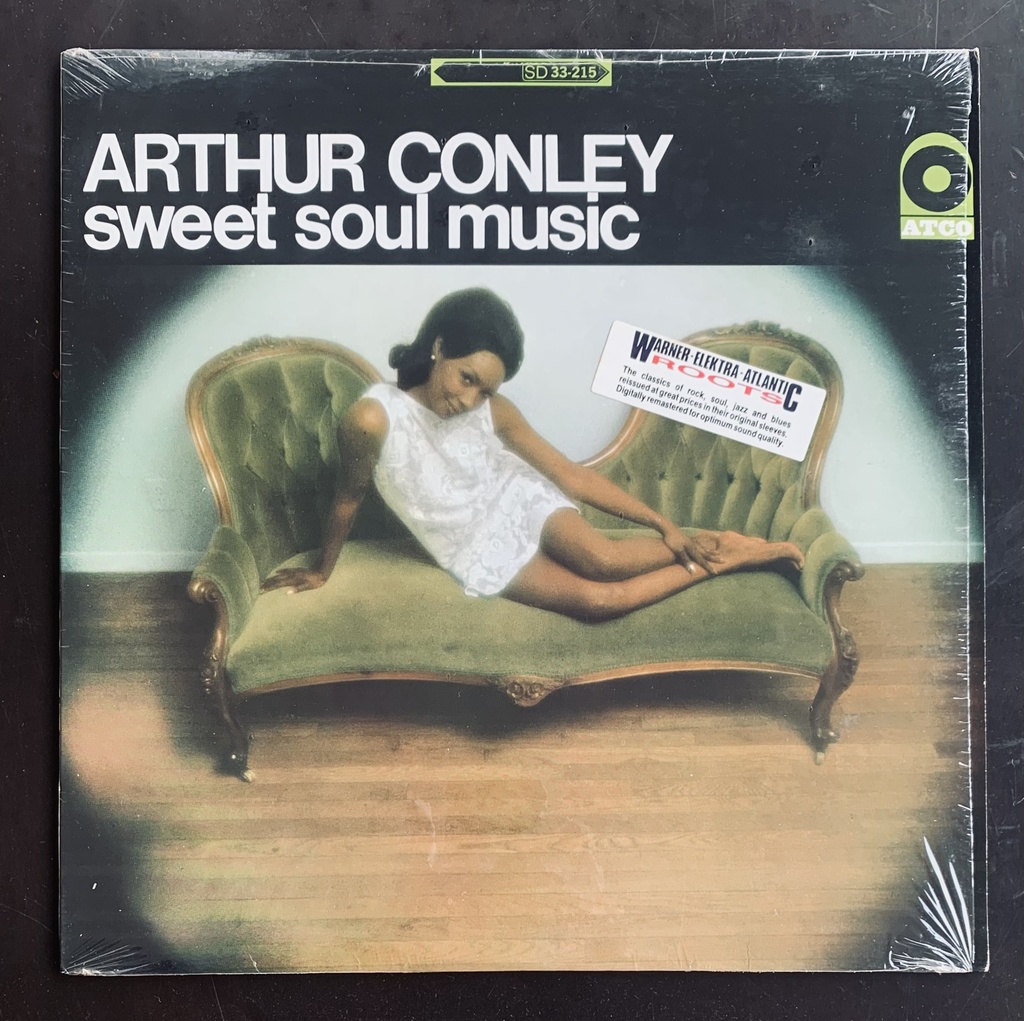 SD 33-215
ARTHUR CONLEY
sweet soul music
ATCO
WARNER-ELEKTRA-ATLANTIC
ROOTS
The classics of rock, soul, jazz and blues
reissued at great prices in their original sleeves.
Digitally remastered for optimum sound quality.